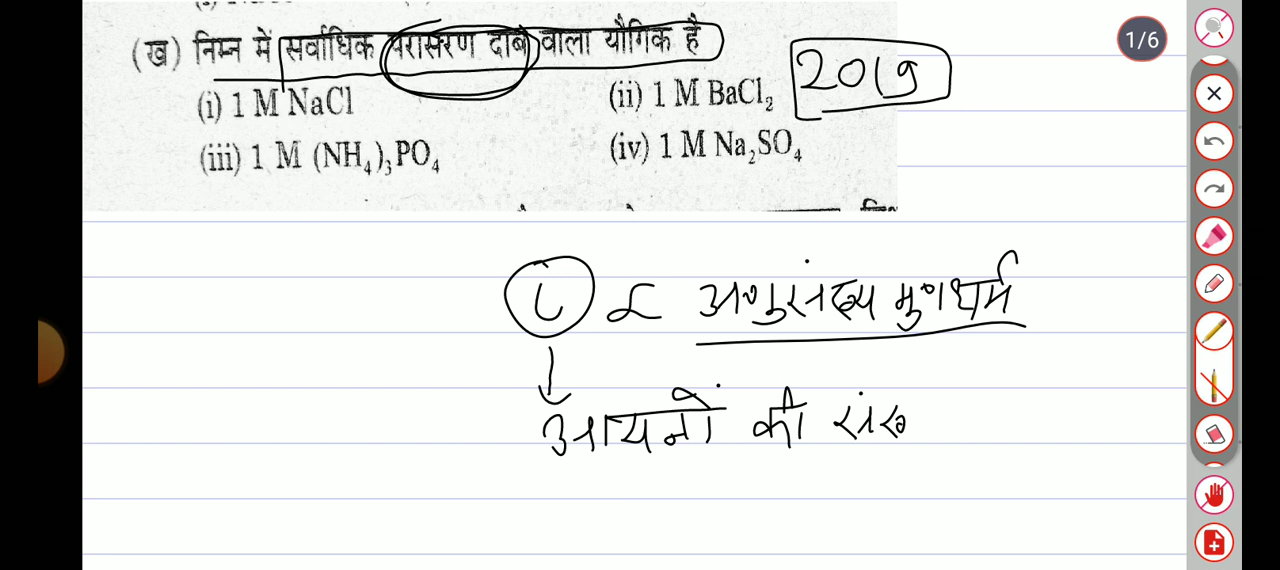 (ख) निम्न में सर्वाधिक परासरण दाब वाला यौगिक है
1/6
2019
(i) 1 M NaCl
(ii) 1 M BaCl₂
(iii) 1 M (NH₄)₃PO₄
(iv) 1 M Na₂SO₄
i ∝ अणुसंख्य गुणधर्म
आयनों की संख